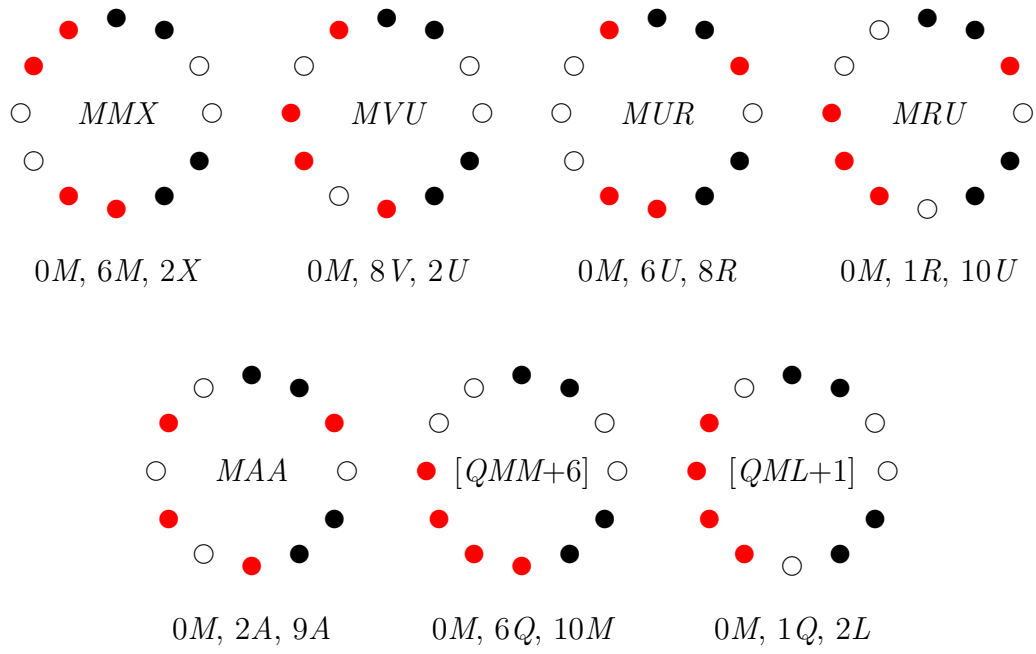 MMX MVU MUR MRU
0M, 6M, 2X 0M, 8V, 2U 0M, 6U, 8R 0M, 1R, 10U
MAA [QMM+6] [QML+1]
0M, 2A, 9A 0M, 6Q, 10M 0M, 1Q, 2L